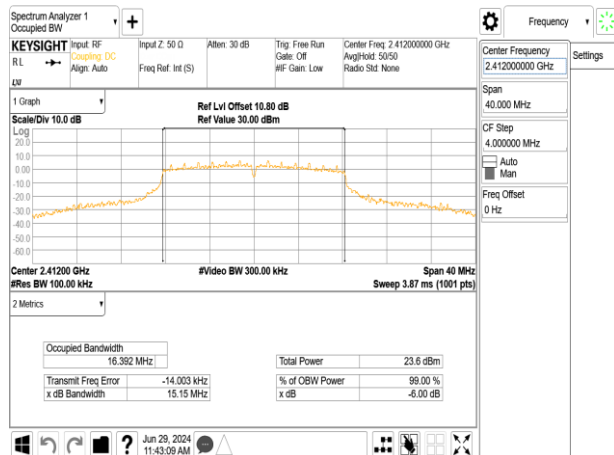 Spectrum Analyzer 1
Occupied BW
Frequency
KEYSIGHT
RL
Input: RF
Coupling: DC
Align: Auto
Input Z: 50 Ω
Freq Ref: Int (S)
Atten: 30 dB
Trig: Free Run
Gate: Off
#IF Gain: Low
Center Freq: 2.412000000 GHz
Avg|Hold: 50/50
Radio Std: None
Center Frequency
2.412000000 GHz
Settings
Span
40.000 MHz
CF Step
4.000000 MHz
Auto
Man
Freq Offset
0 Hz
1 Graph
Scale/Div 10.0 dB
Ref Lvl Offset 10.80 dB
Ref Value 30.00 dBm
Log
20.0
10.0
0.00
-10.0
-20.0
-30.0
-40.0
-50.0
-60.0
Center 2.41200 GHz
#Res BW 100.00 kHz
#Video BW 300.00 kHz
Span 40 MHz
Sweep 3.87 ms (1001 pts)
2 Metrics
Occupied Bandwidth
16.392 MHz
Total Power 23.6 dBm
Transmit Freq Error -14.003 kHz
% of OBW Power 99.00 %
x dB Bandwidth 15.15 MHz
x dB -6.00 dB
?
Jun 29, 2024
11:43:09 AM